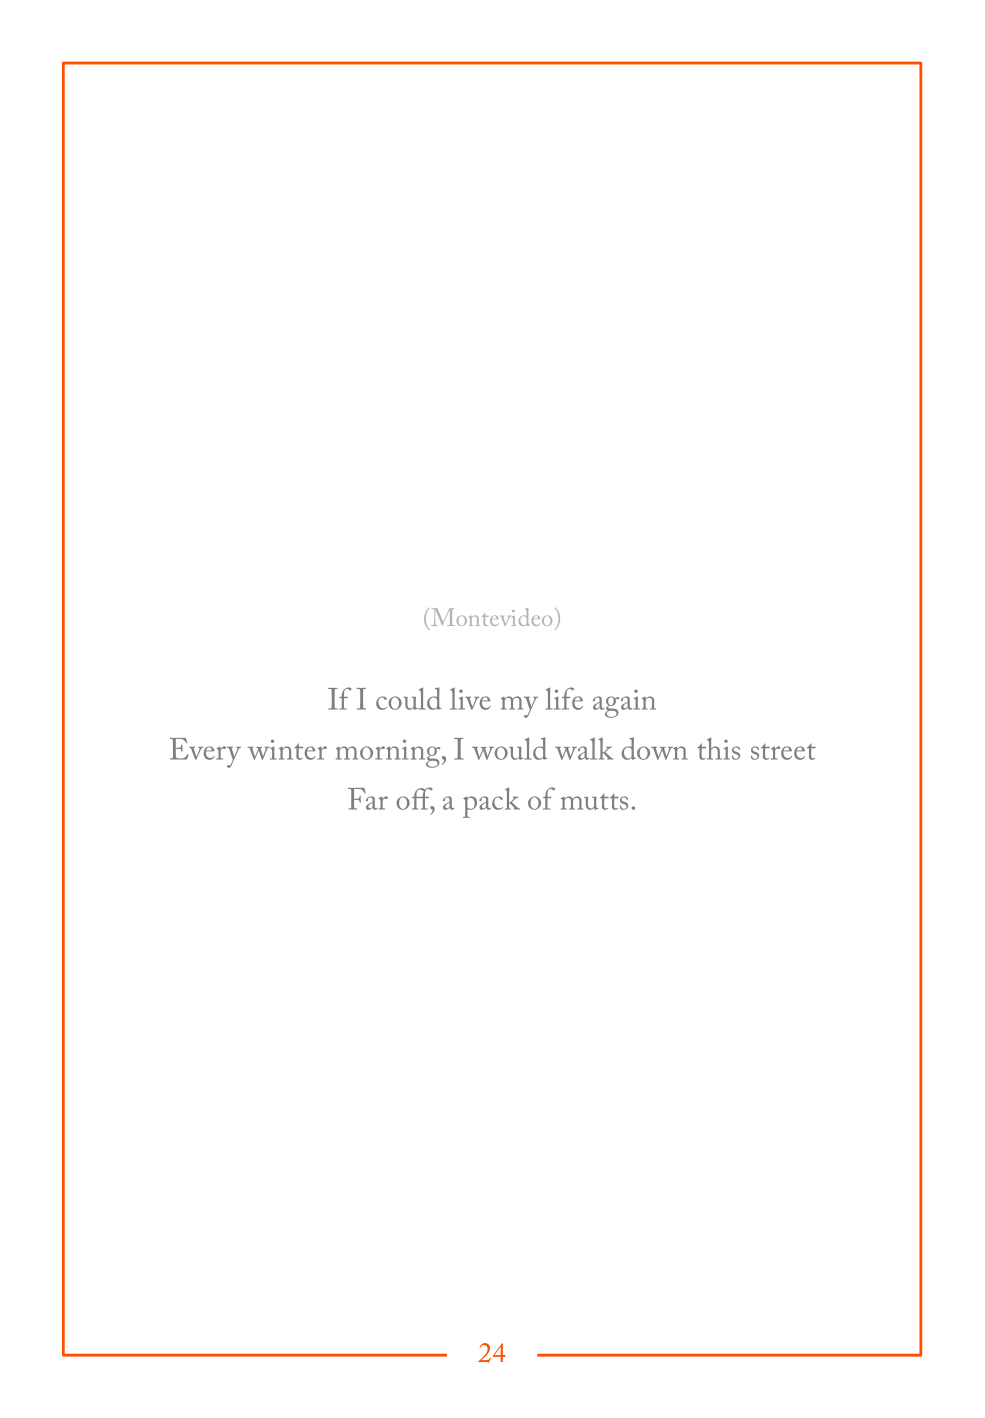 (Montevideo)
If I could live my life again
Every winter morning, I would walk down this street
Far off, a pack of mutts.
24